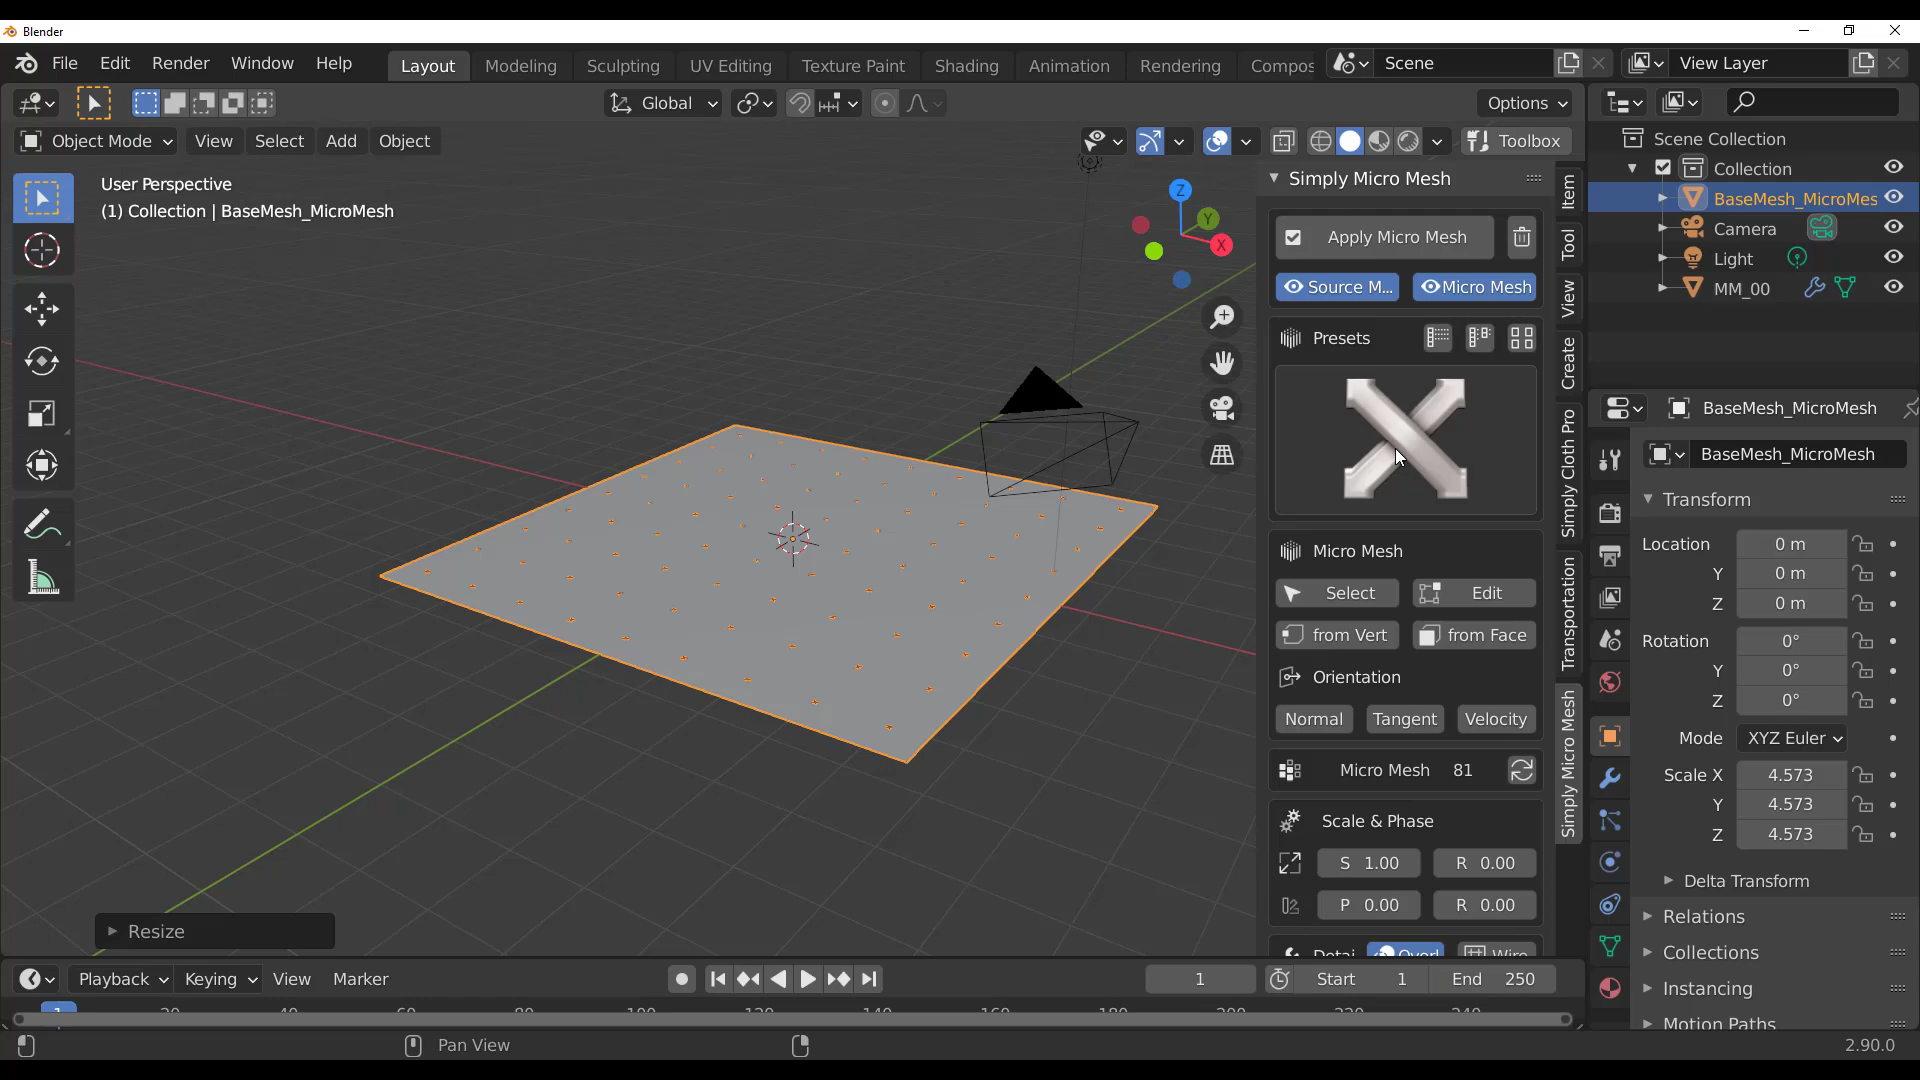 Blender
File Edit Render Window Help
Layout Modeling Sculpting UV Editing Texture Paint Shading Animation Rendering Compos
Scene
View Layer
Global
Options
Object Mode View Select Add Object
Toolbox
User Perspective
(1) Collection | BaseMesh_MicroMesh
Z
Y
X
Simply Micro Mesh
Apply Micro Mesh
Source M...
Micro Mesh
Presets
Micro Mesh
Select
Edit
from Vert
from Face
Orientation
Normal
Tangent
Velocity
Micro Mesh 81
Scale & Phase
S 1.00
R 0.00
P 0.00
R 0.00
Item
Tool
View
Create
Simply Cloth Pro
Transportation
Simply Micro Mesh
Scene Collection
Collection
BaseMesh_MicroMes
Camera
Light
MM_00
BaseMesh_MicroMesh
BaseMesh_MicroMesh
Transform
Location 0 m
Y 0 m
Z 0 m
Rotation 0°
Y 0°
Z 0°
Mode XYZ Euler
Scale X 4.573
Y 4.573
Z 4.573
Delta Transform
Relations
Collections
Instancing
Motion Paths
Resize
Playback Keying View Marker
1
Start 1
End 250
1
Pan View
2.90.0